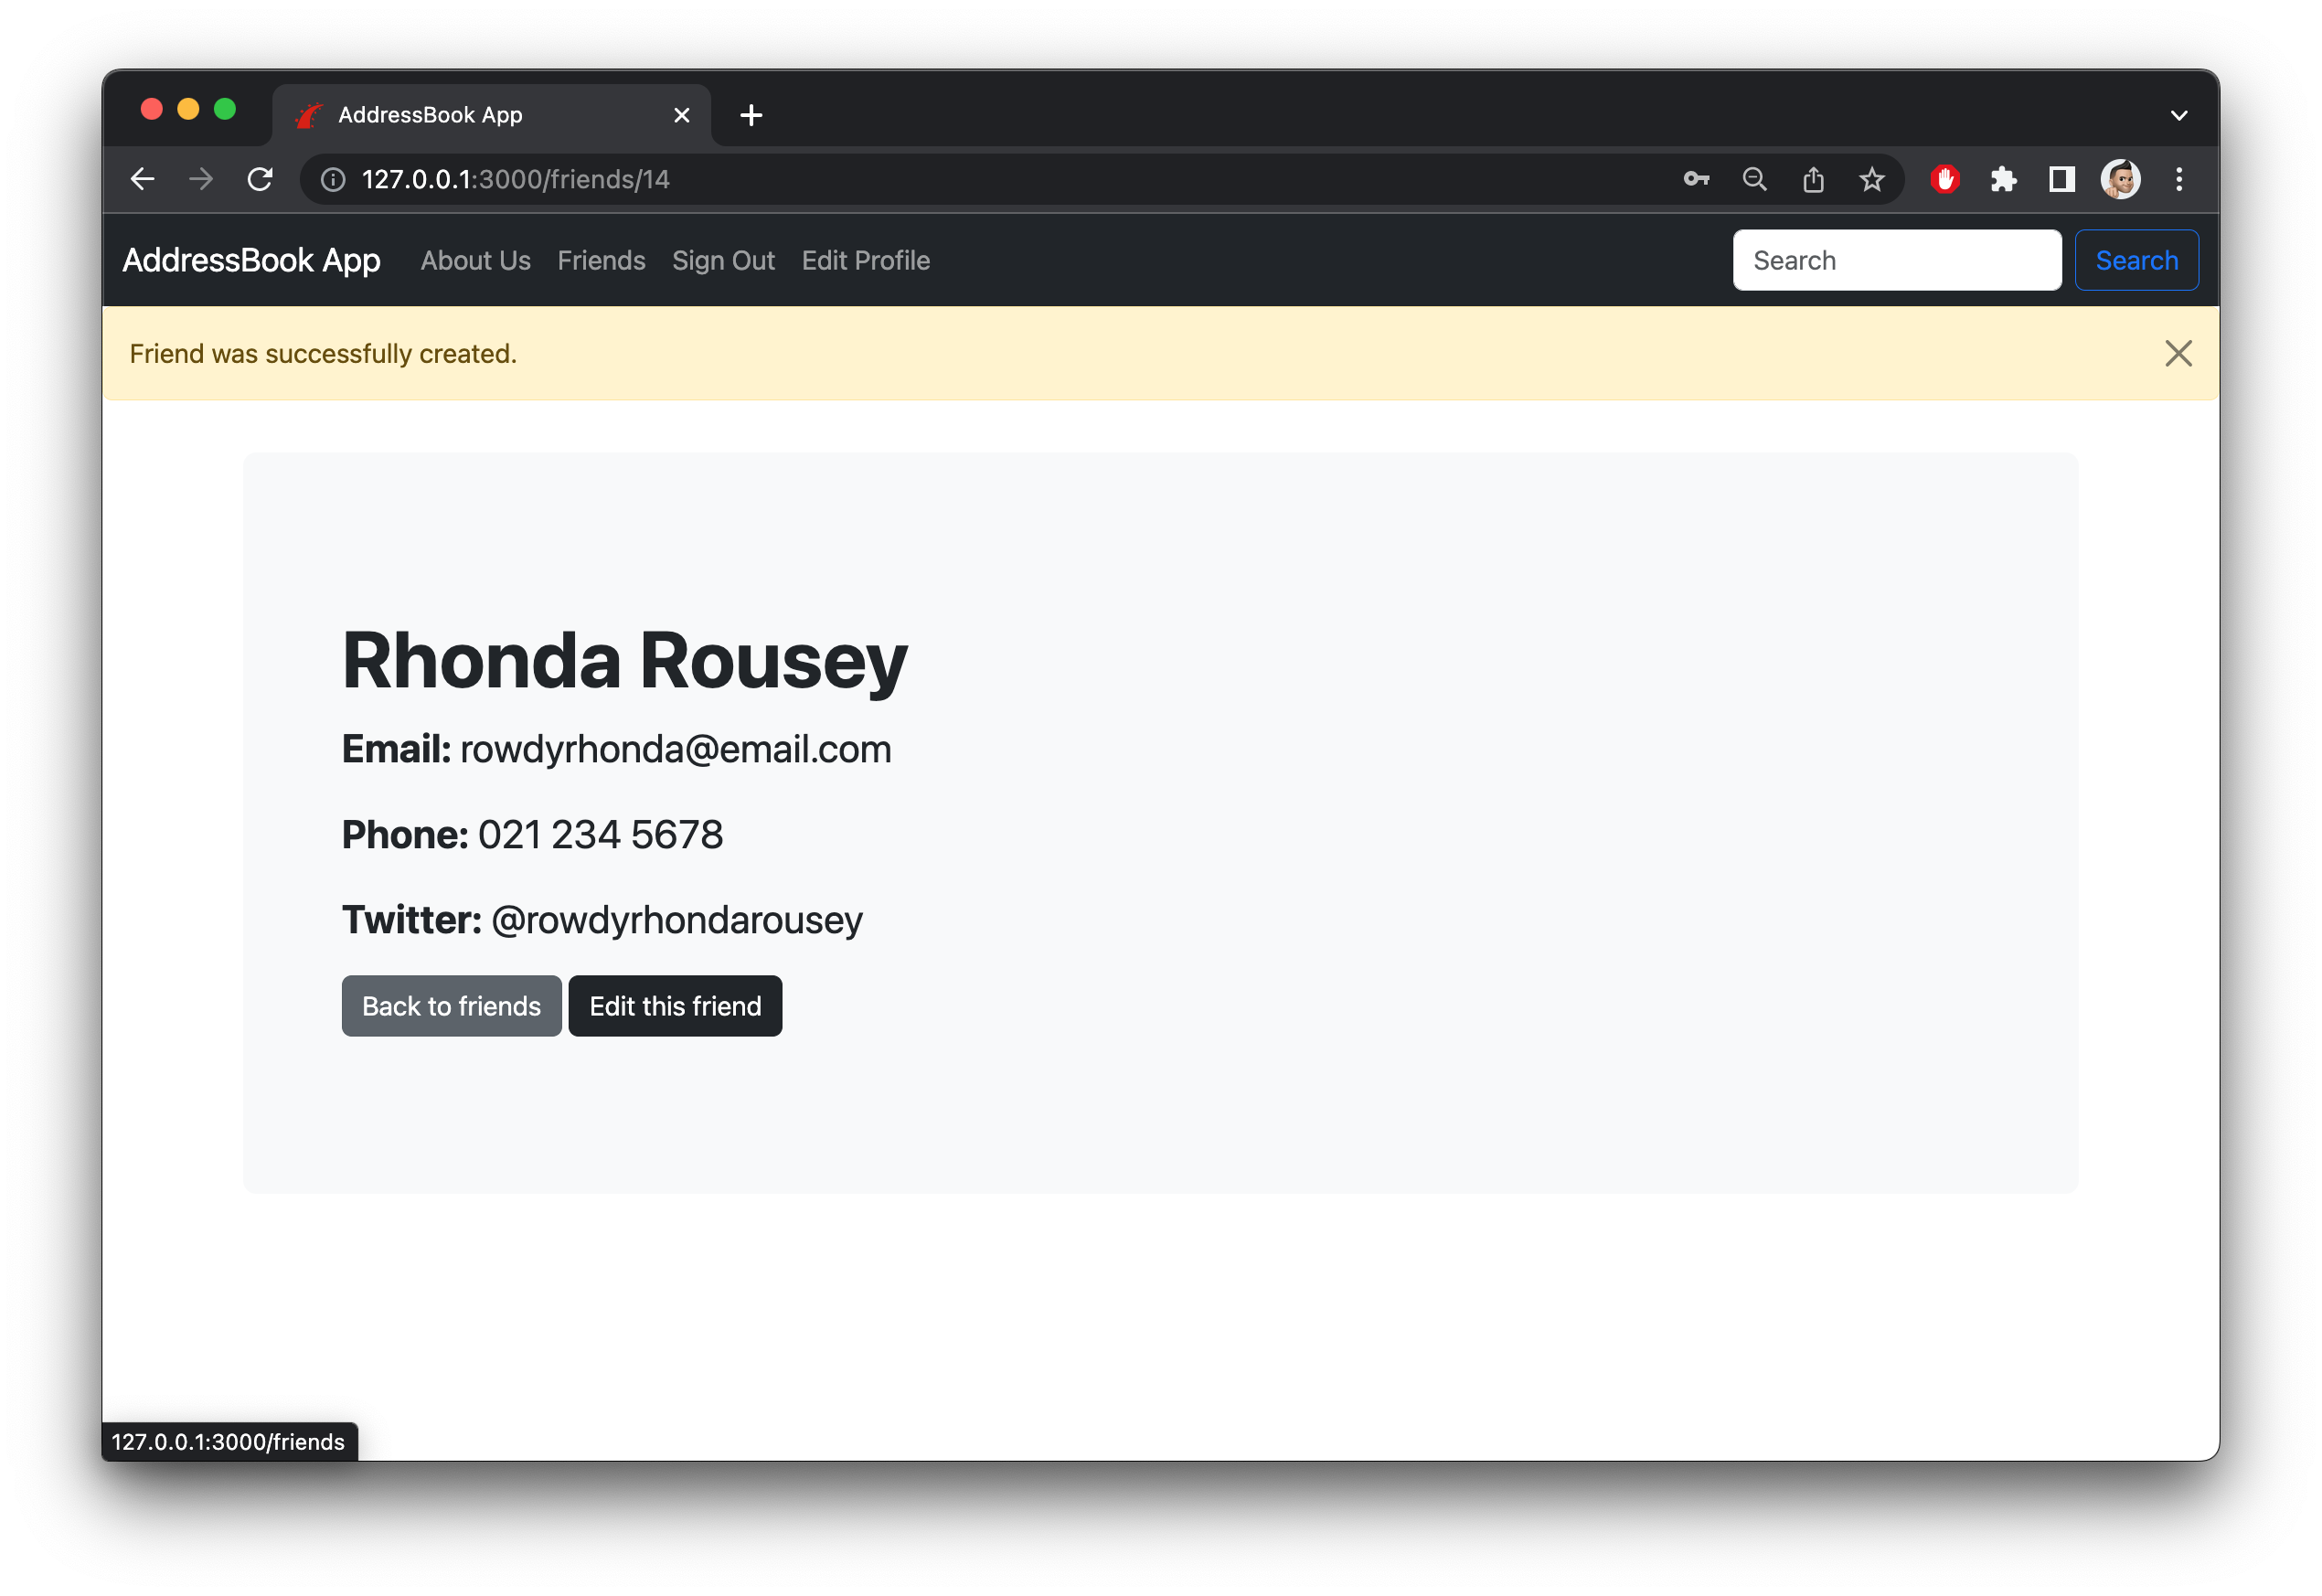 AddressBook App
127.0.0.1:3000/friends/14
AddressBook App About Us Friends Sign Out Edit Profile Search Search
Friend was successfully created.
Rhonda Rousey
Email: rowdyrhonda@email.com
Phone: 021 234 5678
Twitter: @rowdyrhondarousey
Back to friends Edit this friend
127.0.0.1:3000/friends